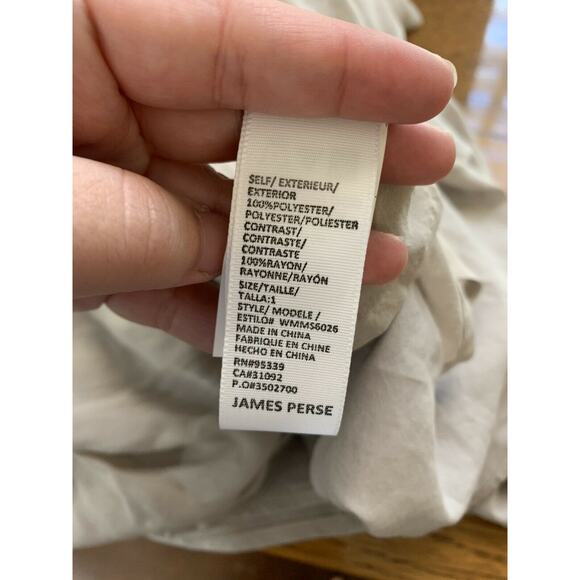 SELF/ EXTERIEUR/
EXTERIOR
100%POLYESTER/
POLYESTER/POLIESTER
CONTRAST/
CONTRASTE/
CONTRASTE
100%RAYON/
RAYONNE/RAYÓN
SIZE/TAILLE/
TALLA:1
STYLE/ MODELE /
ESTILO# WMMS6026
MADE IN CHINA
FABRIQUE EN CHINE
HECHO EN CHINA
RN#95339
CA#31092
P.O#3502700
JAMES PERSE